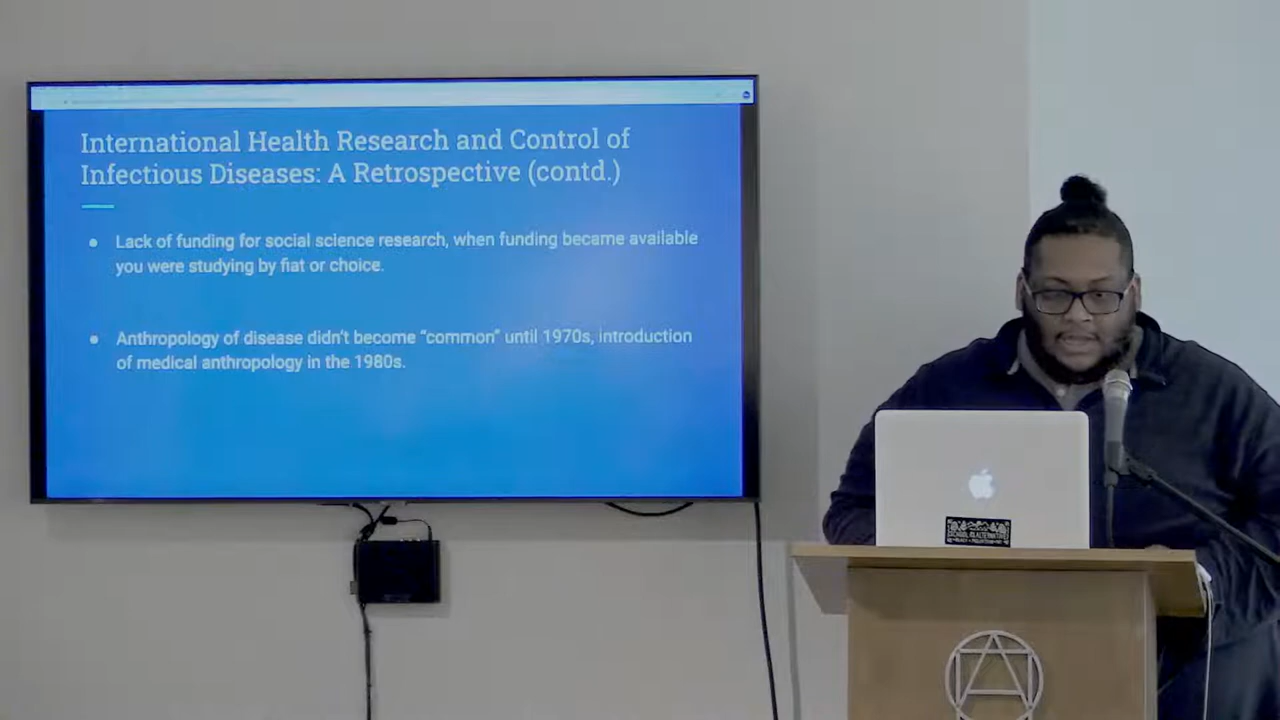 International Health Research and Control of
Infectious Diseases: A Retrospective (contd.)
Lack of funding for social science research, when funding became available
you were studying by fiat or choice.
Anthropology of disease didn't become “common” until 1970s, introduction
of medical anthropology in the 1980s.